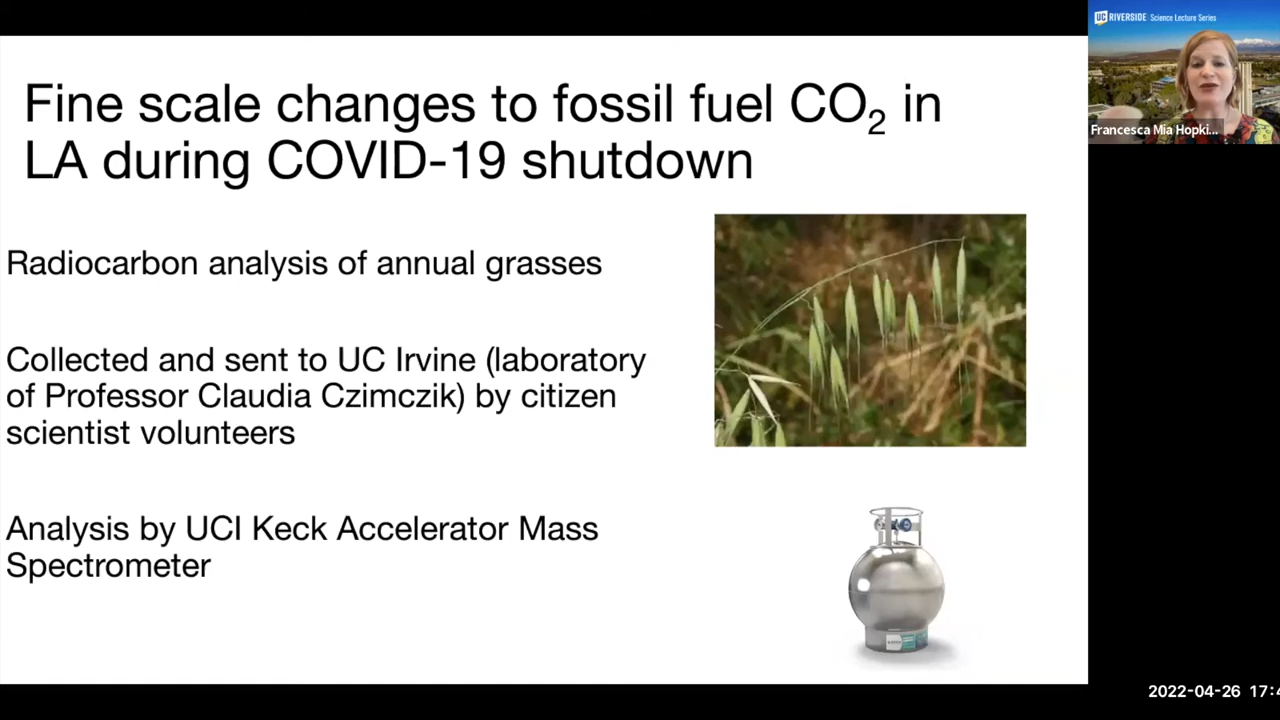 UC RIVERSIDE Science Lecture Series
Francesca Mia Hopki...
Fine scale changes to fossil fuel CO₂ in
LA during COVID-19 shutdown
Radiocarbon analysis of annual grasses
Collected and sent to UC Irvine (laboratory
of Professor Claudia Czimczik) by citizen
scientist volunteers
Analysis by UCI Keck Accelerator Mass
Spectrometer
2022-04-26 17:4